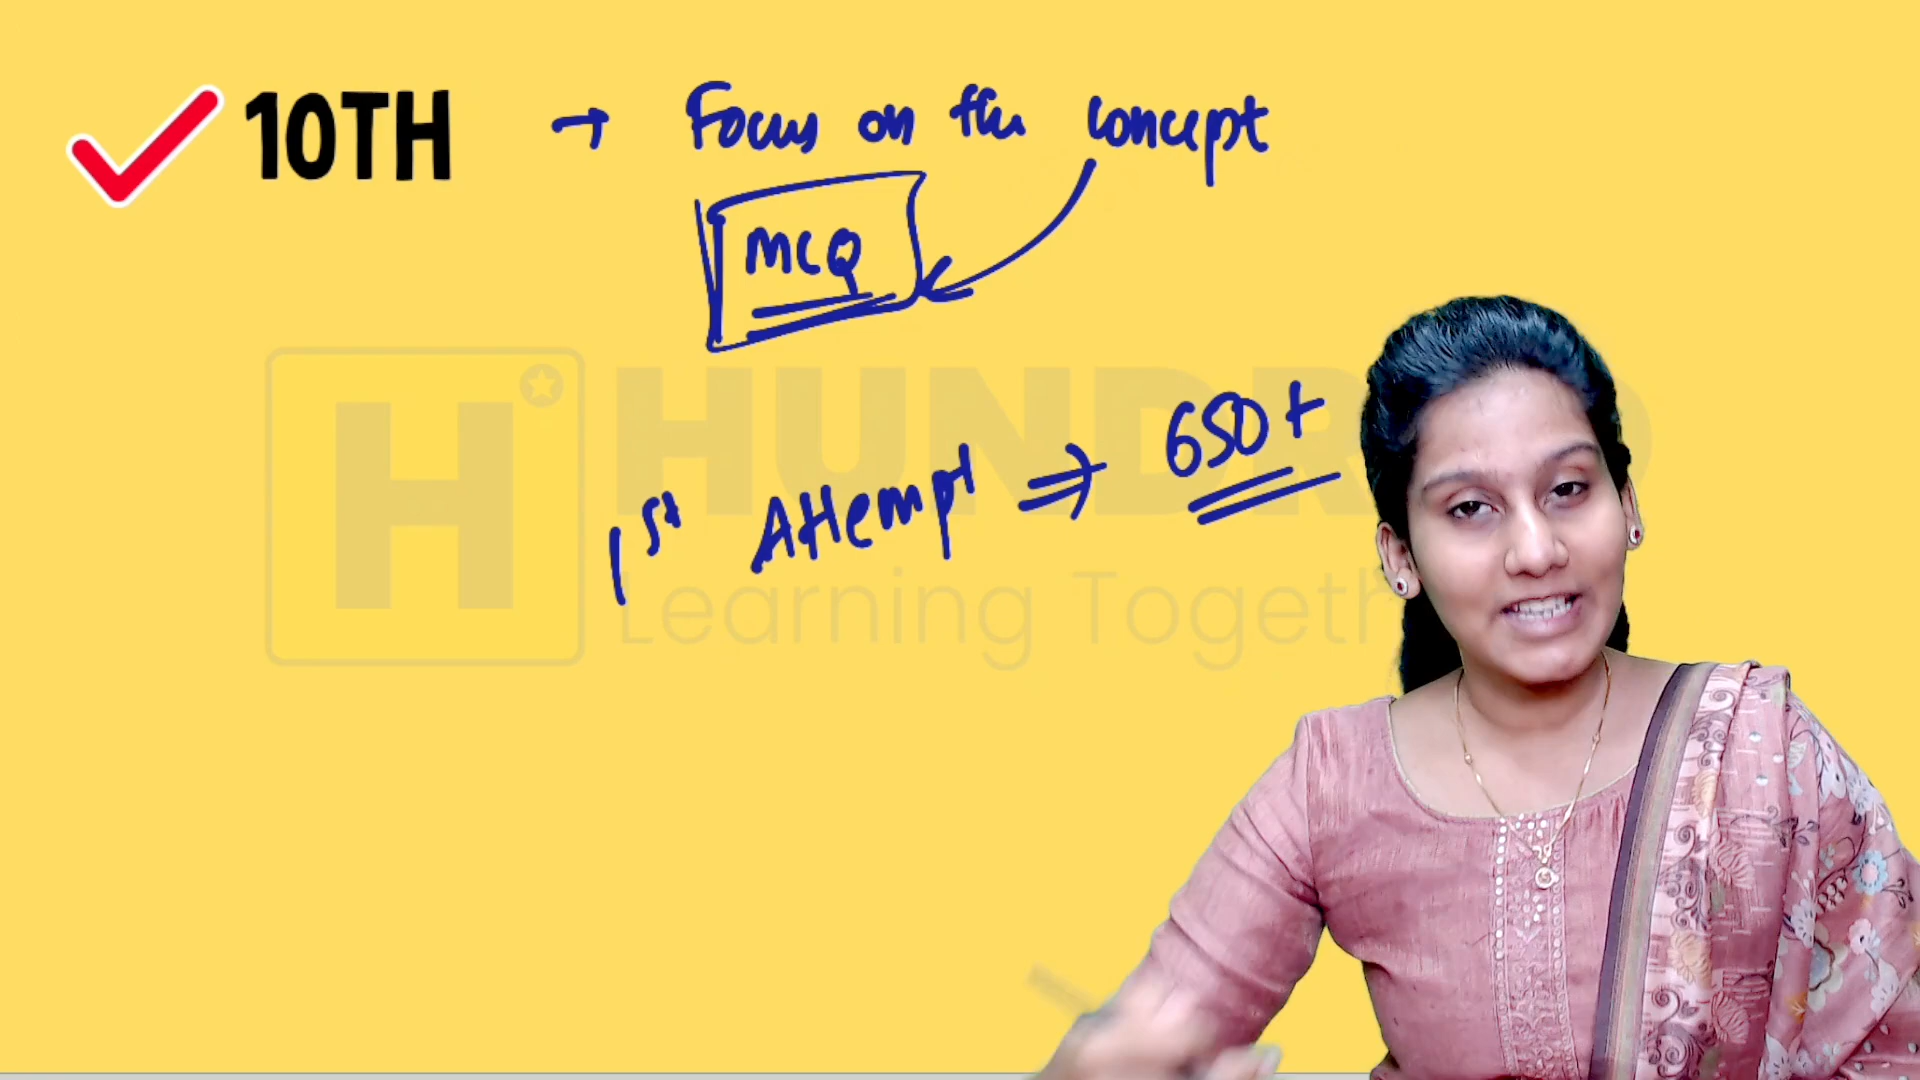 10TH → Focus on the concept
MCQ
1st Attempt ⇒ 650+
H HUNDR
Learning Togeth